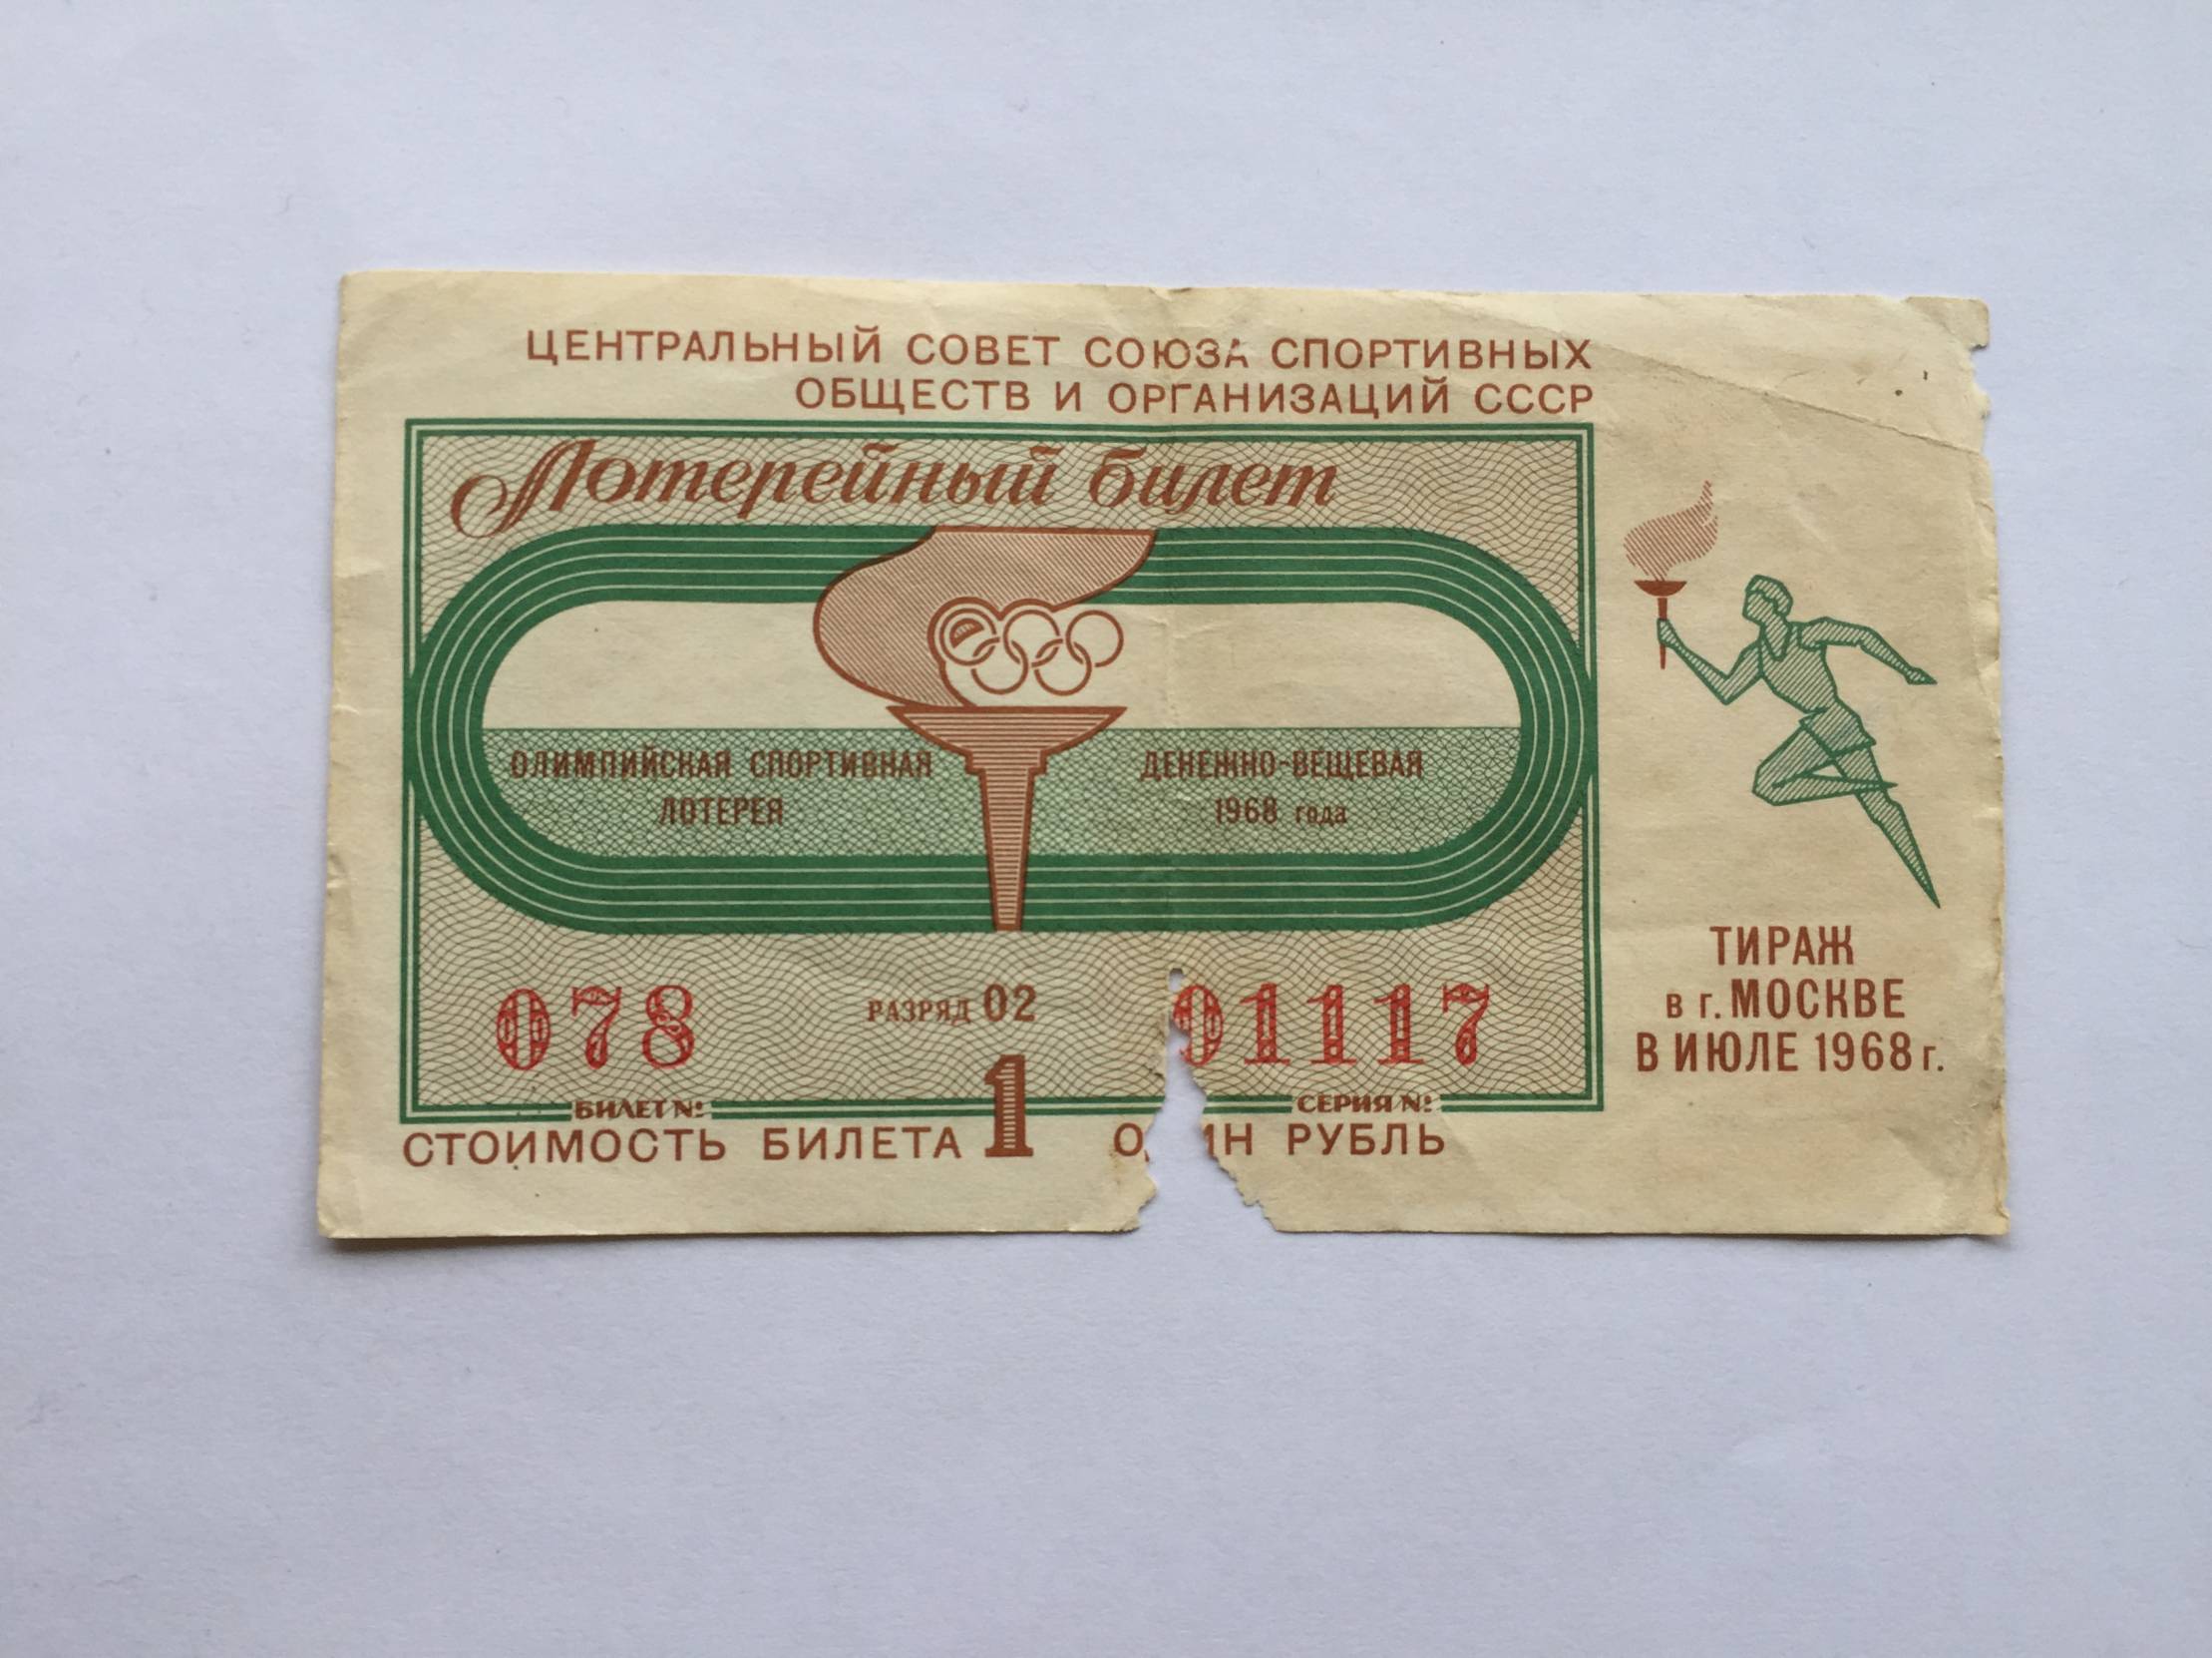 ЦЕНТРАЛЬНЫЙ СОВЕТ СОЮЗА СПОРТИВНЫХ
ОБЩЕСТВ И ОРГАНИЗАЦИЙ СССР
Лотерейный билет
ОЛИМПИЙСКАЯ СПОРТИВНАЯ ДЕНЕЖНО-ВЕЩЕВАЯ
ЛОТЕРЕЯ 1968 года
078 РАЗРЯД 02 01117
БИЛЕТ № СЕРИЯ №
СТОИМОСТЬ БИЛЕТА 1 РУБЛЬ
ТИРАЖ
в г. МОСКВЕ
В ИЮЛЕ 1968 г.